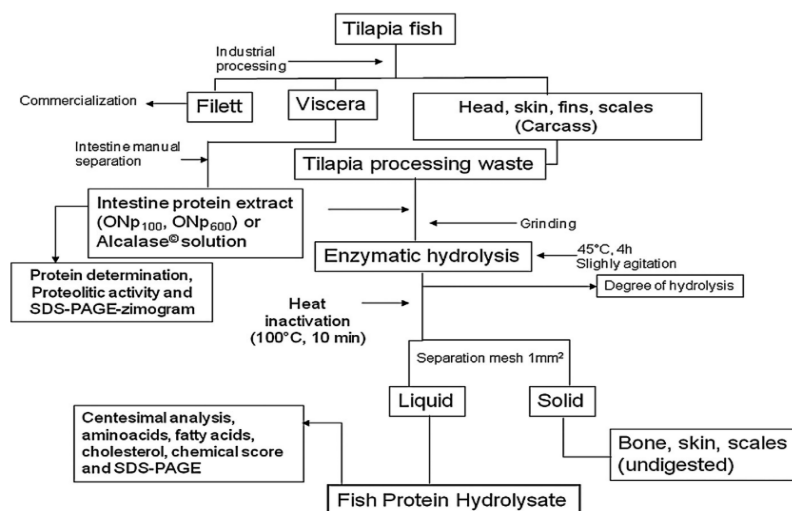 Tilapia fish
Industrial
processing
Commercialization
Filett
Viscera
Head, skin, fins, scales
(Carcass)
Intestine manual
separation
Tilapia processing waste
Intestine protein extract
(ONp100, ONp600) or
Alcalase© solution
Grinding
Enzymatic hydrolysis
45°C, 4h
Slighly agitation
Protein determination,
Proteolitic activity and
SDS-PAGE-zimogram
Degree of hydrolysis
Heat
inactivation
(100°C, 10 min)
Separation mesh 1mm²
Liquid
Solid
Centesimal analysis,
aminoacids, fatty acids,
cholesterol, chemical score
and SDS-PAGE
Bone, skin, scales
(undigested)
Fish Protein Hydrolysate